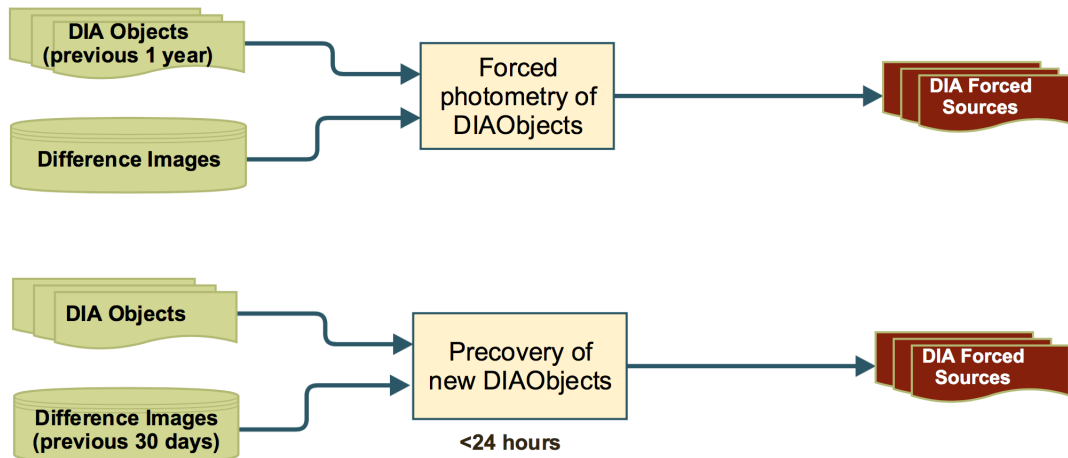 DIA Objects
(previous 1 year)
Difference Images
Forced
photometry of
DIAObjects
DIA Forced
Sources
DIA Objects
Difference Images
(previous 30 days)
Precovery of
new DIAObjects
<24 hours
DIA Forced
Sources